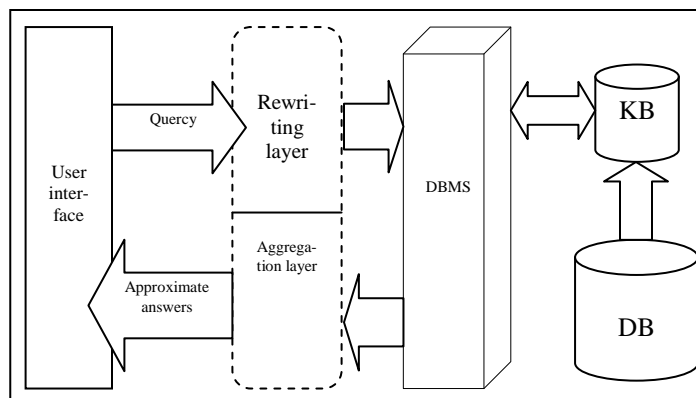 User
inter-
face
Quercy
Rewri-
ting
layer
DBMS
KB
Aggrega-
tion layer
Approximate
answers
DB